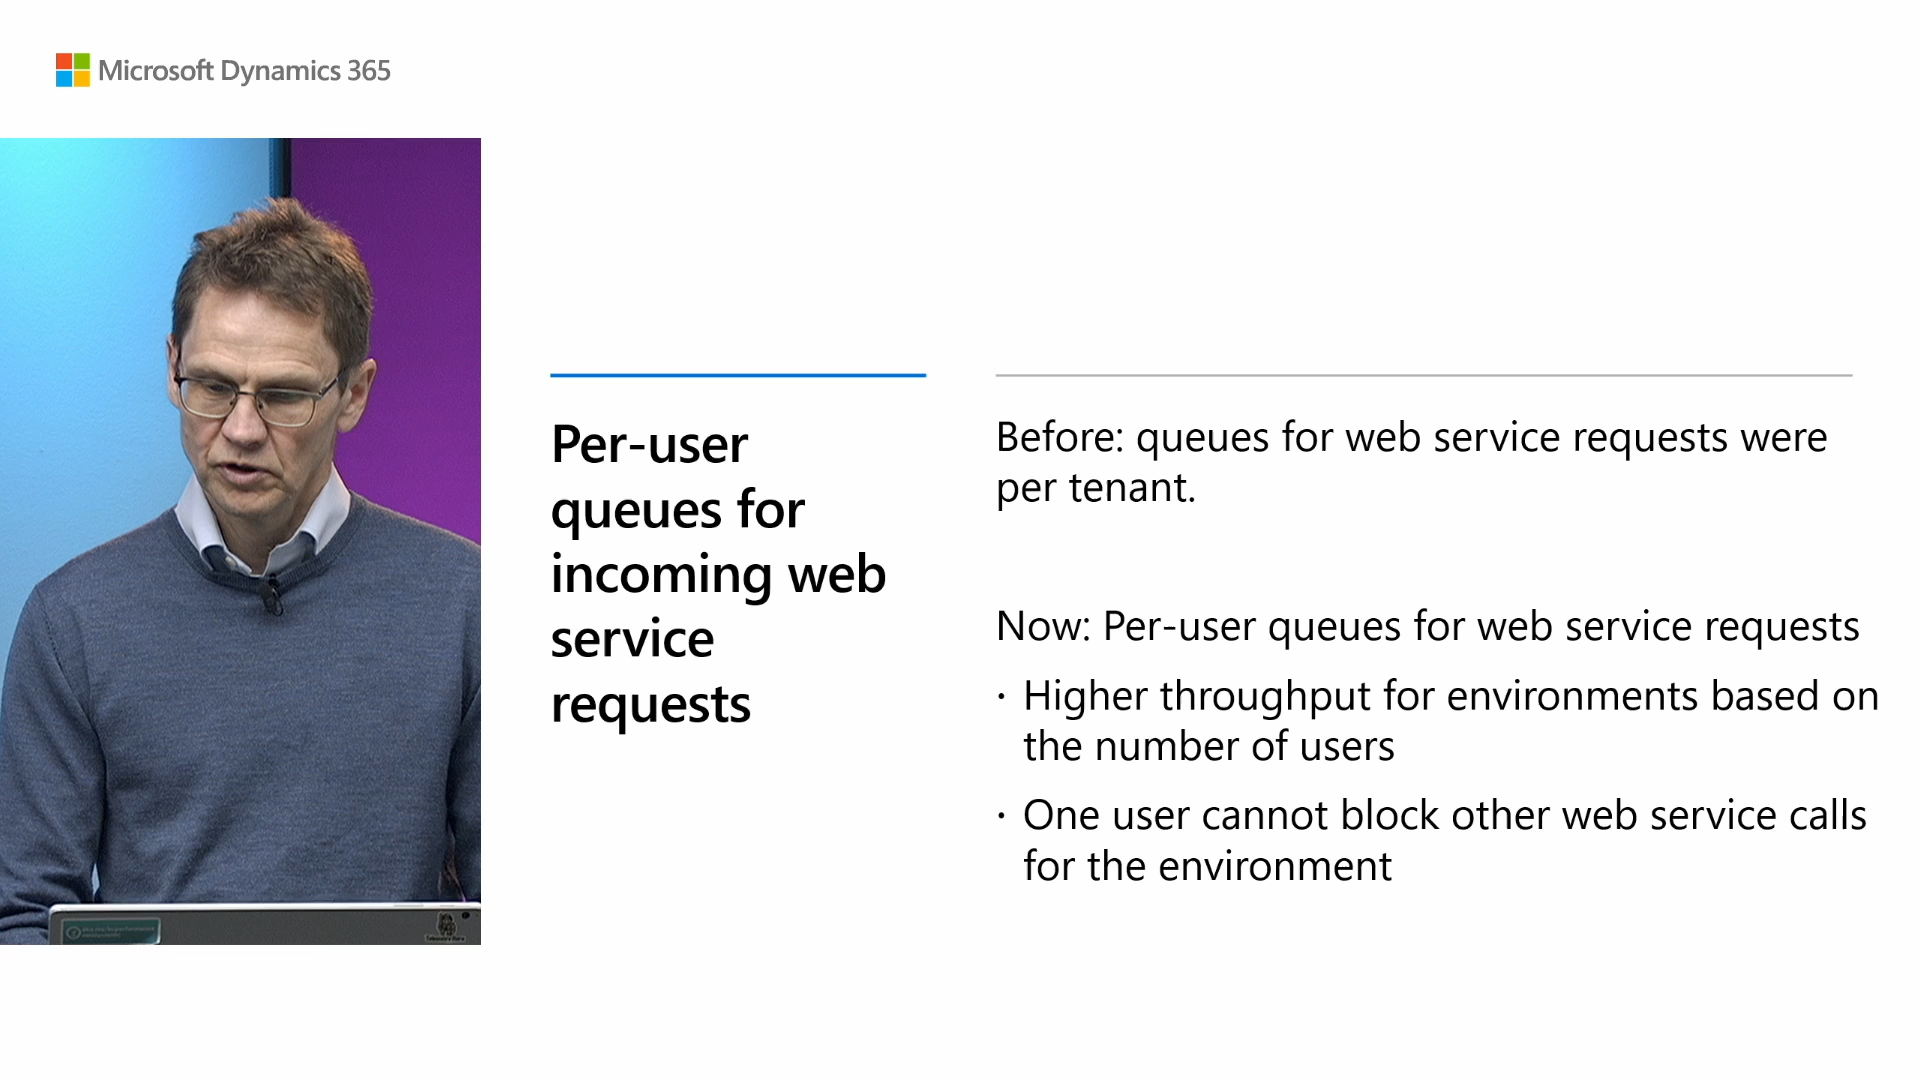 Microsoft Dynamics 365
Per-user
queues for
incoming web
service
requests
Before: queues for web service requests were
per tenant.
Now: Per-user queues for web service requests
· Higher throughput for environments based on
the number of users
· One user cannot block other web service calls
for the environment